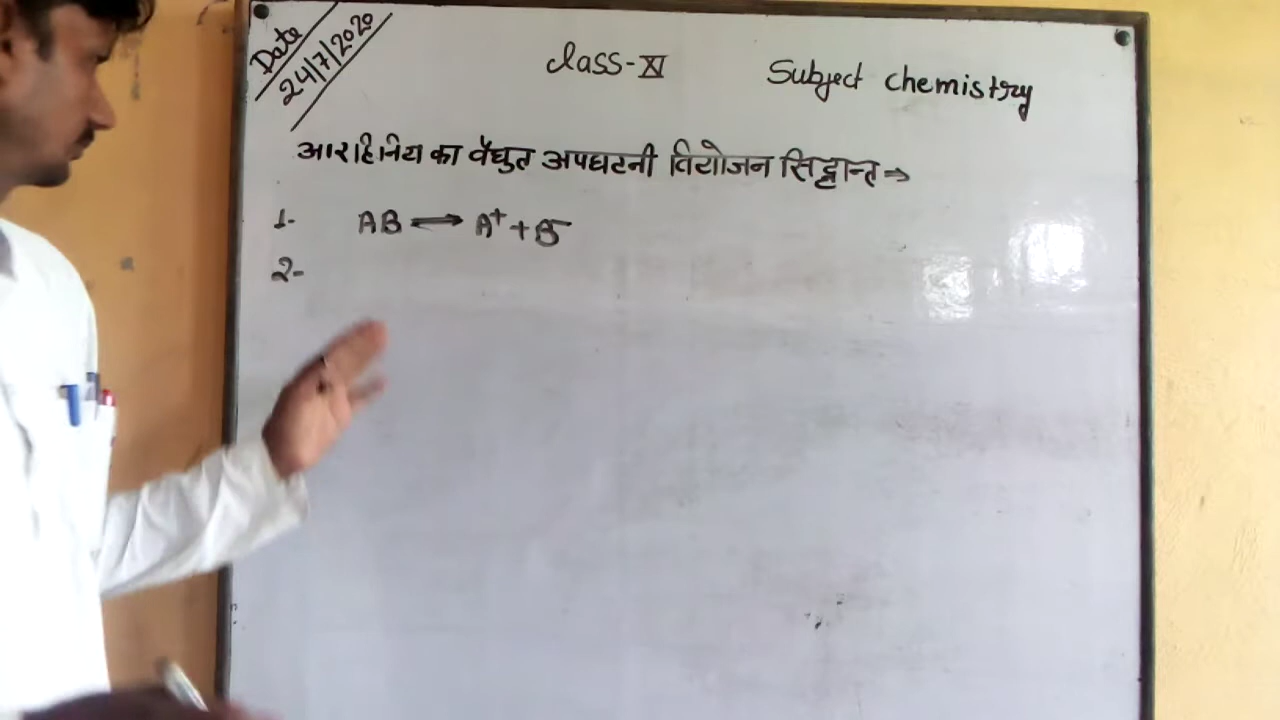 Date
24/7/2020
Class-XI Subject chemistry
आरहिनिय का वैधुत अपघटनी वियोजन सिद्धान्त ⇒
1- AB ⇌ A⁺ + B⁻
2-